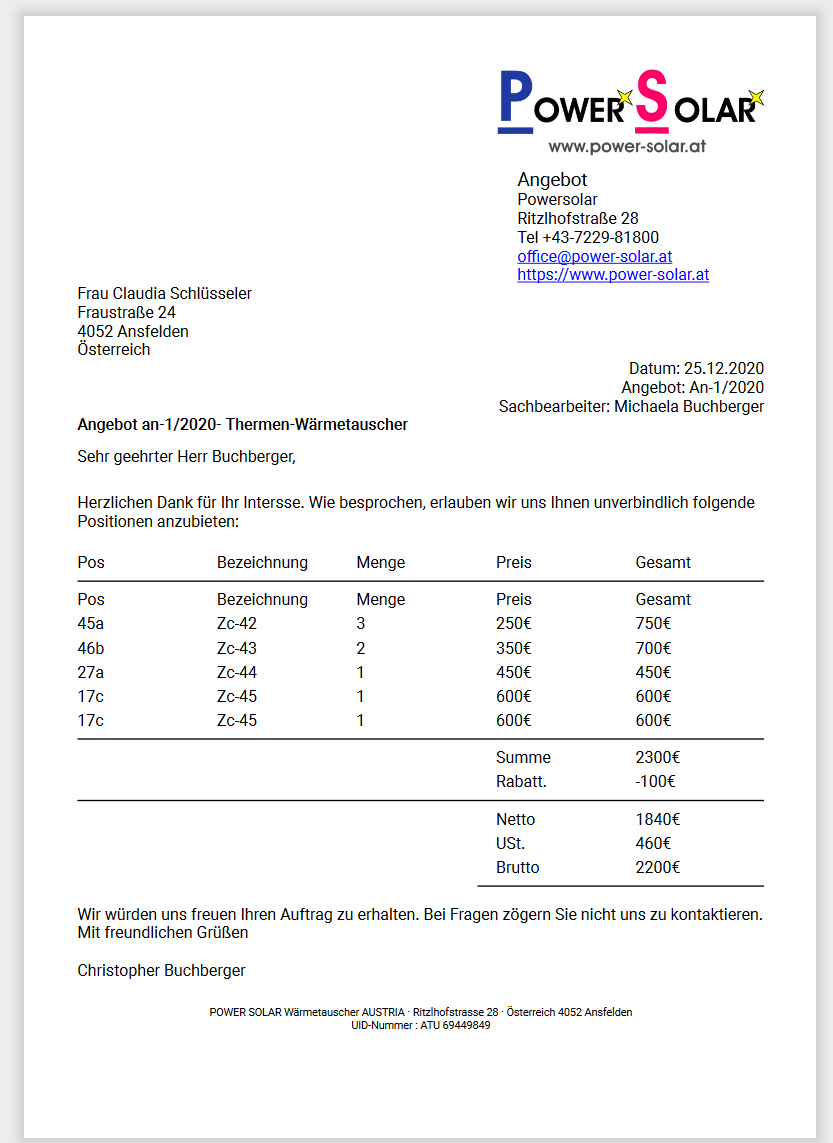 POWER SOLAR
www.power-solar.at
Angebot
Powersolar
Ritzlhofstraße 28
Tel +43-7229-81800
office@power-solar.at
https://www.power-solar.at
Frau Claudia Schlüsseler
Fraustraße 24
4052 Ansfelden
Österreich
Datum: 25.12.2020
Angebot: An-1/2020
Sachbearbeiter: Michaela Buchberger
Angebot an-1/2020- Thermen-Wärmetauscher
Sehr geehrter Herr Buchberger,
Herzlichen Dank für Ihr Intersse. Wie besprochen, erlauben wir uns Ihnen unverbindlich folgende
Positionen anzubieten:
Pos Bezeichnung Menge Preis Gesamt
Pos Bezeichnung Menge Preis Gesamt
45a Zc-42 3 250€ 750€
46b Zc-43 2 350€ 700€
27a Zc-44 1 450€ 450€
17c Zc-45 1 600€ 600€
17c Zc-45 1 600€ 600€
Summe 2300€
Rabatt. -100€
Netto 1840€
USt. 460€
Brutto 2200€
Wir würden uns freuen Ihren Auftrag zu erhalten. Bei Fragen zögern Sie nicht uns zu kontaktieren.
Mit freundlichen Grüßen
Christopher Buchberger
POWER SOLAR Wärmetauscher AUSTRIA · Ritzlhofstrasse 28 · Österreich 4052 Ansfelden
UID-Nummer : ATU 69449849